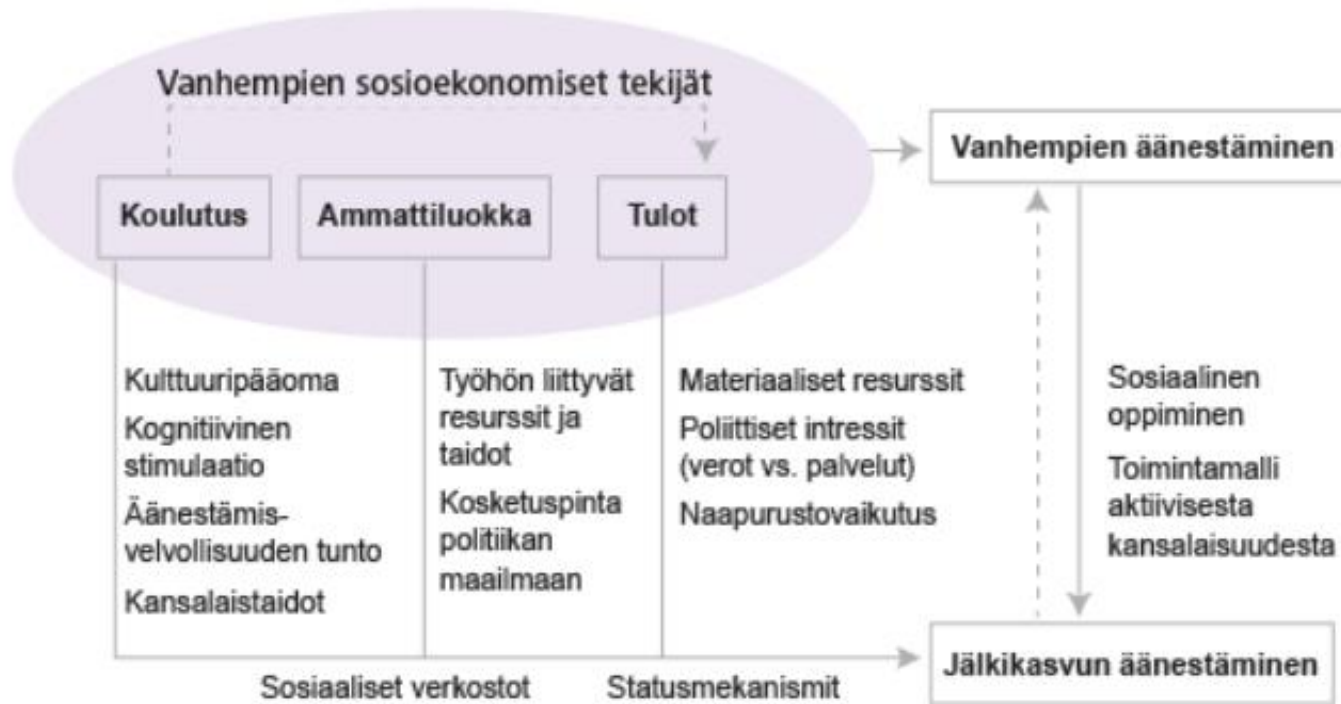 Vanhempien sosioekonomiset tekijät
Vanhempien äänestäminen
Koulutus
Ammattiluokka
Tulot
Kulttuuripääoma
Kognitiivinen
stimulaatio
Äänestämis-
velvollisuuden tunto
Kansalaistaidot
Työhön liittyvät
resurssit ja
taidot
Kosketuspinta
politiikan
maailmaan
Materiaaliset resurssit
Poliittiset intressit
(verot vs. palvelut)
Naapurustovaikutus
Sosiaalinen
oppiminen
Toimintamalli
aktiivisesta
kansalaisuudesta
Jälkikasvun äänestäminen
Sosiaaliset verkostot
Statusmekanismit